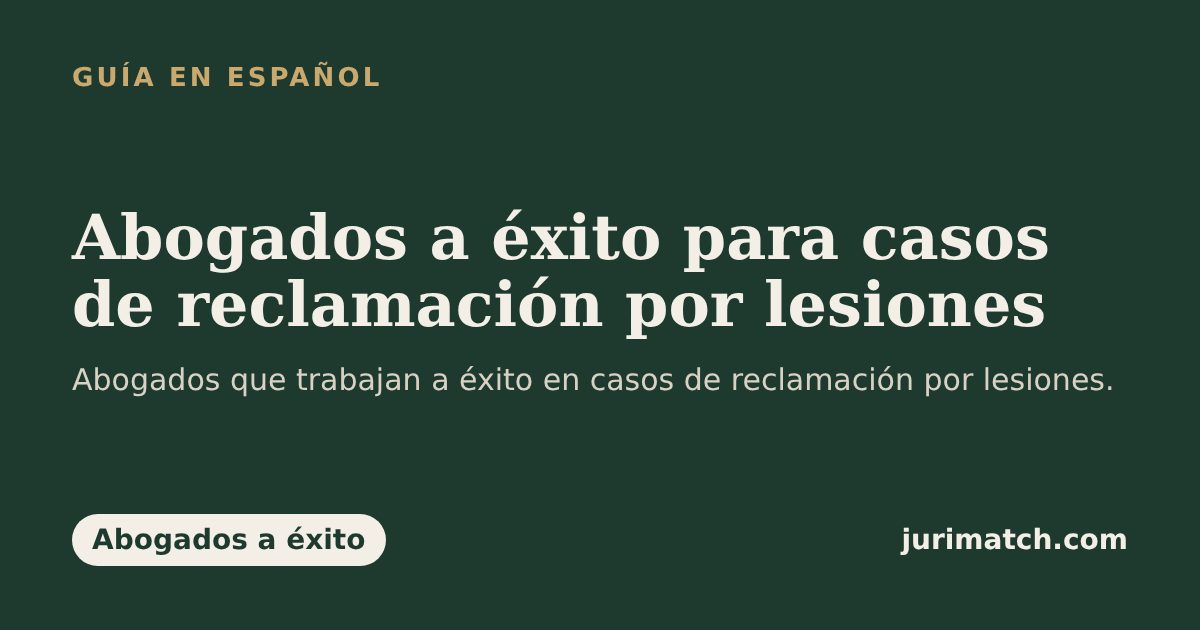 GUÍA EN ESPAÑOL
Abogados a éxito para casos
de reclamación por lesiones
Abogados que trabajan a éxito en casos de reclamación por lesiones.
Abogados a éxito
jurimatch.com